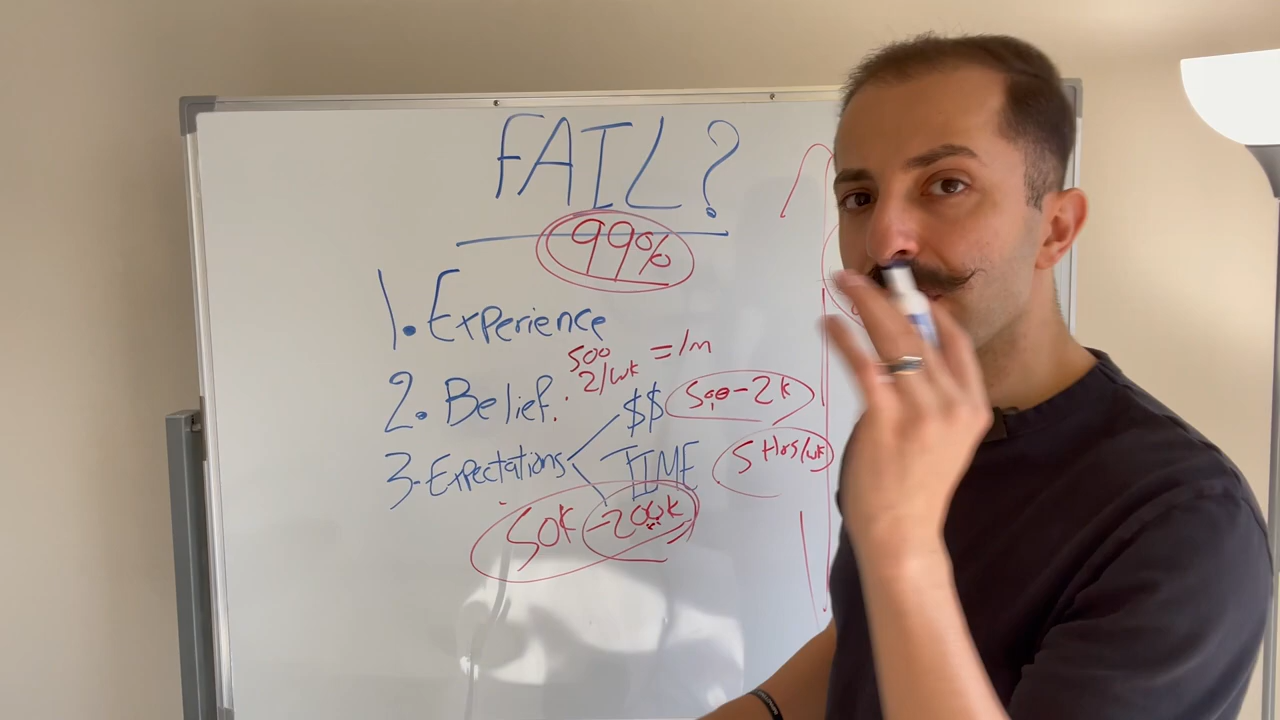 FAIL?
99%
1. Experience
500 = 1m
2/wk
2. Belief. $$ 500-2k
3-Expectations TIME 5 Hrs/wk
50k -200k